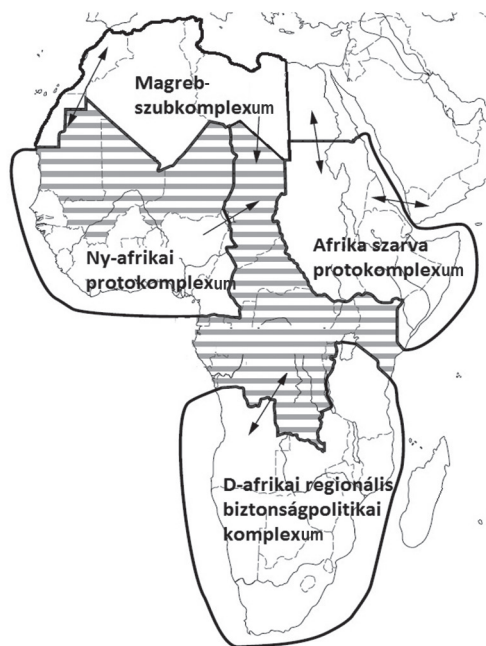 Magreb-
szubkomplexum
Ny-afrikai
protokomplexum
Afrika szarva
protokomplexum
D-afrikai regionális
biztonságpolitikai
komplexum